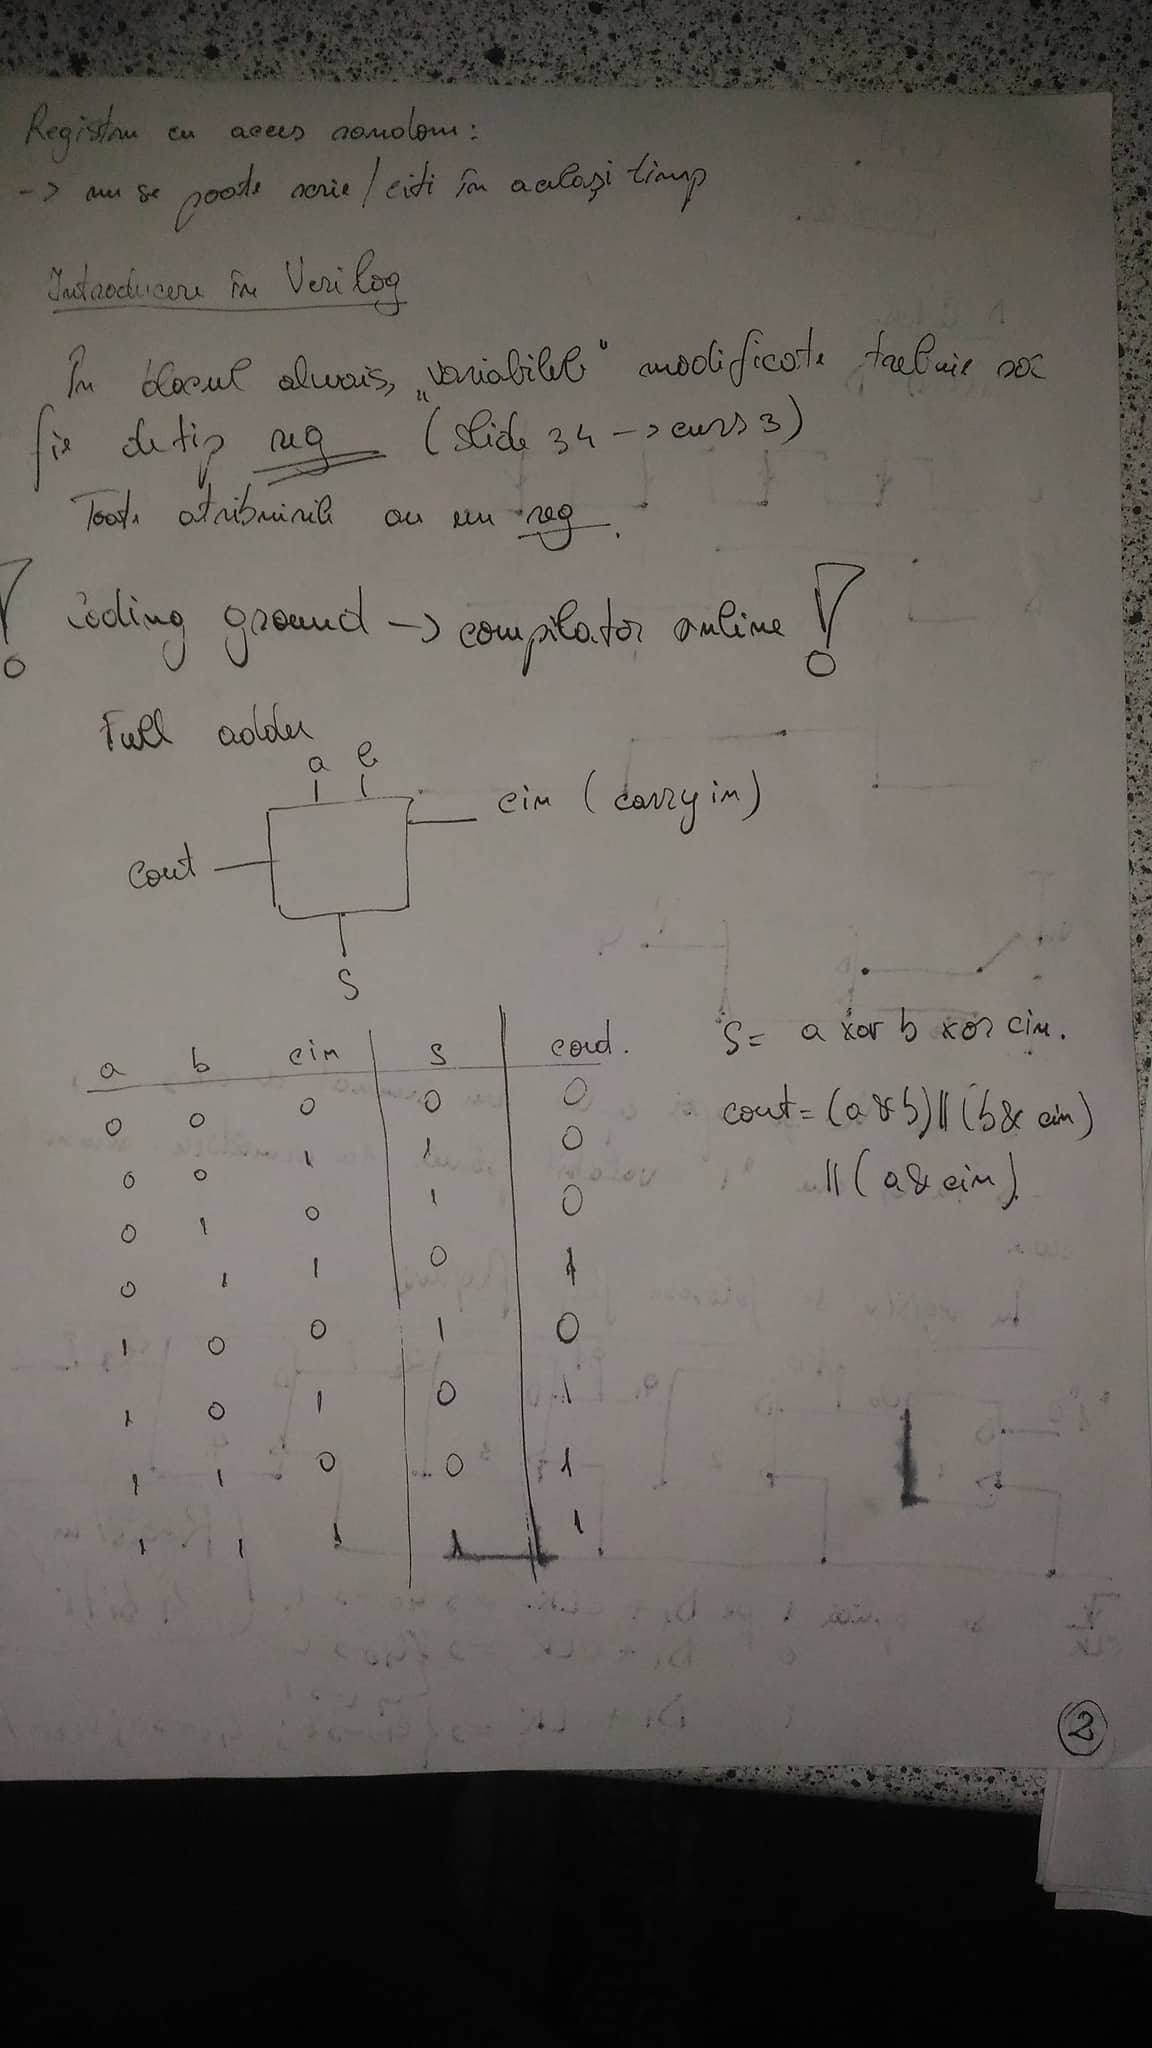 Registru cu acces random:
-> nu se poate scrie/citi în același timp
Introducere în Verilog
În blocul always, „variabilele" modificate trebuie să
fie de tip reg (slide 34 -> curs 3)
Toate atribuirile au un reg.
! Coding ground -> compilator online !
Full adder
a b
cin (carry in)
cout
S
a b cin S cout.
0 0 0 0 0
0 0 1 1 0
0 1 0 1 0
0 1 1 0 1
1 0 0 1 0
1 0 1 0 1
1 1 0 0 1
1 1 1 1 1
S = a xor b xor cin.
cout = (a & b) || (b & cin)
|| (a & cin)
2